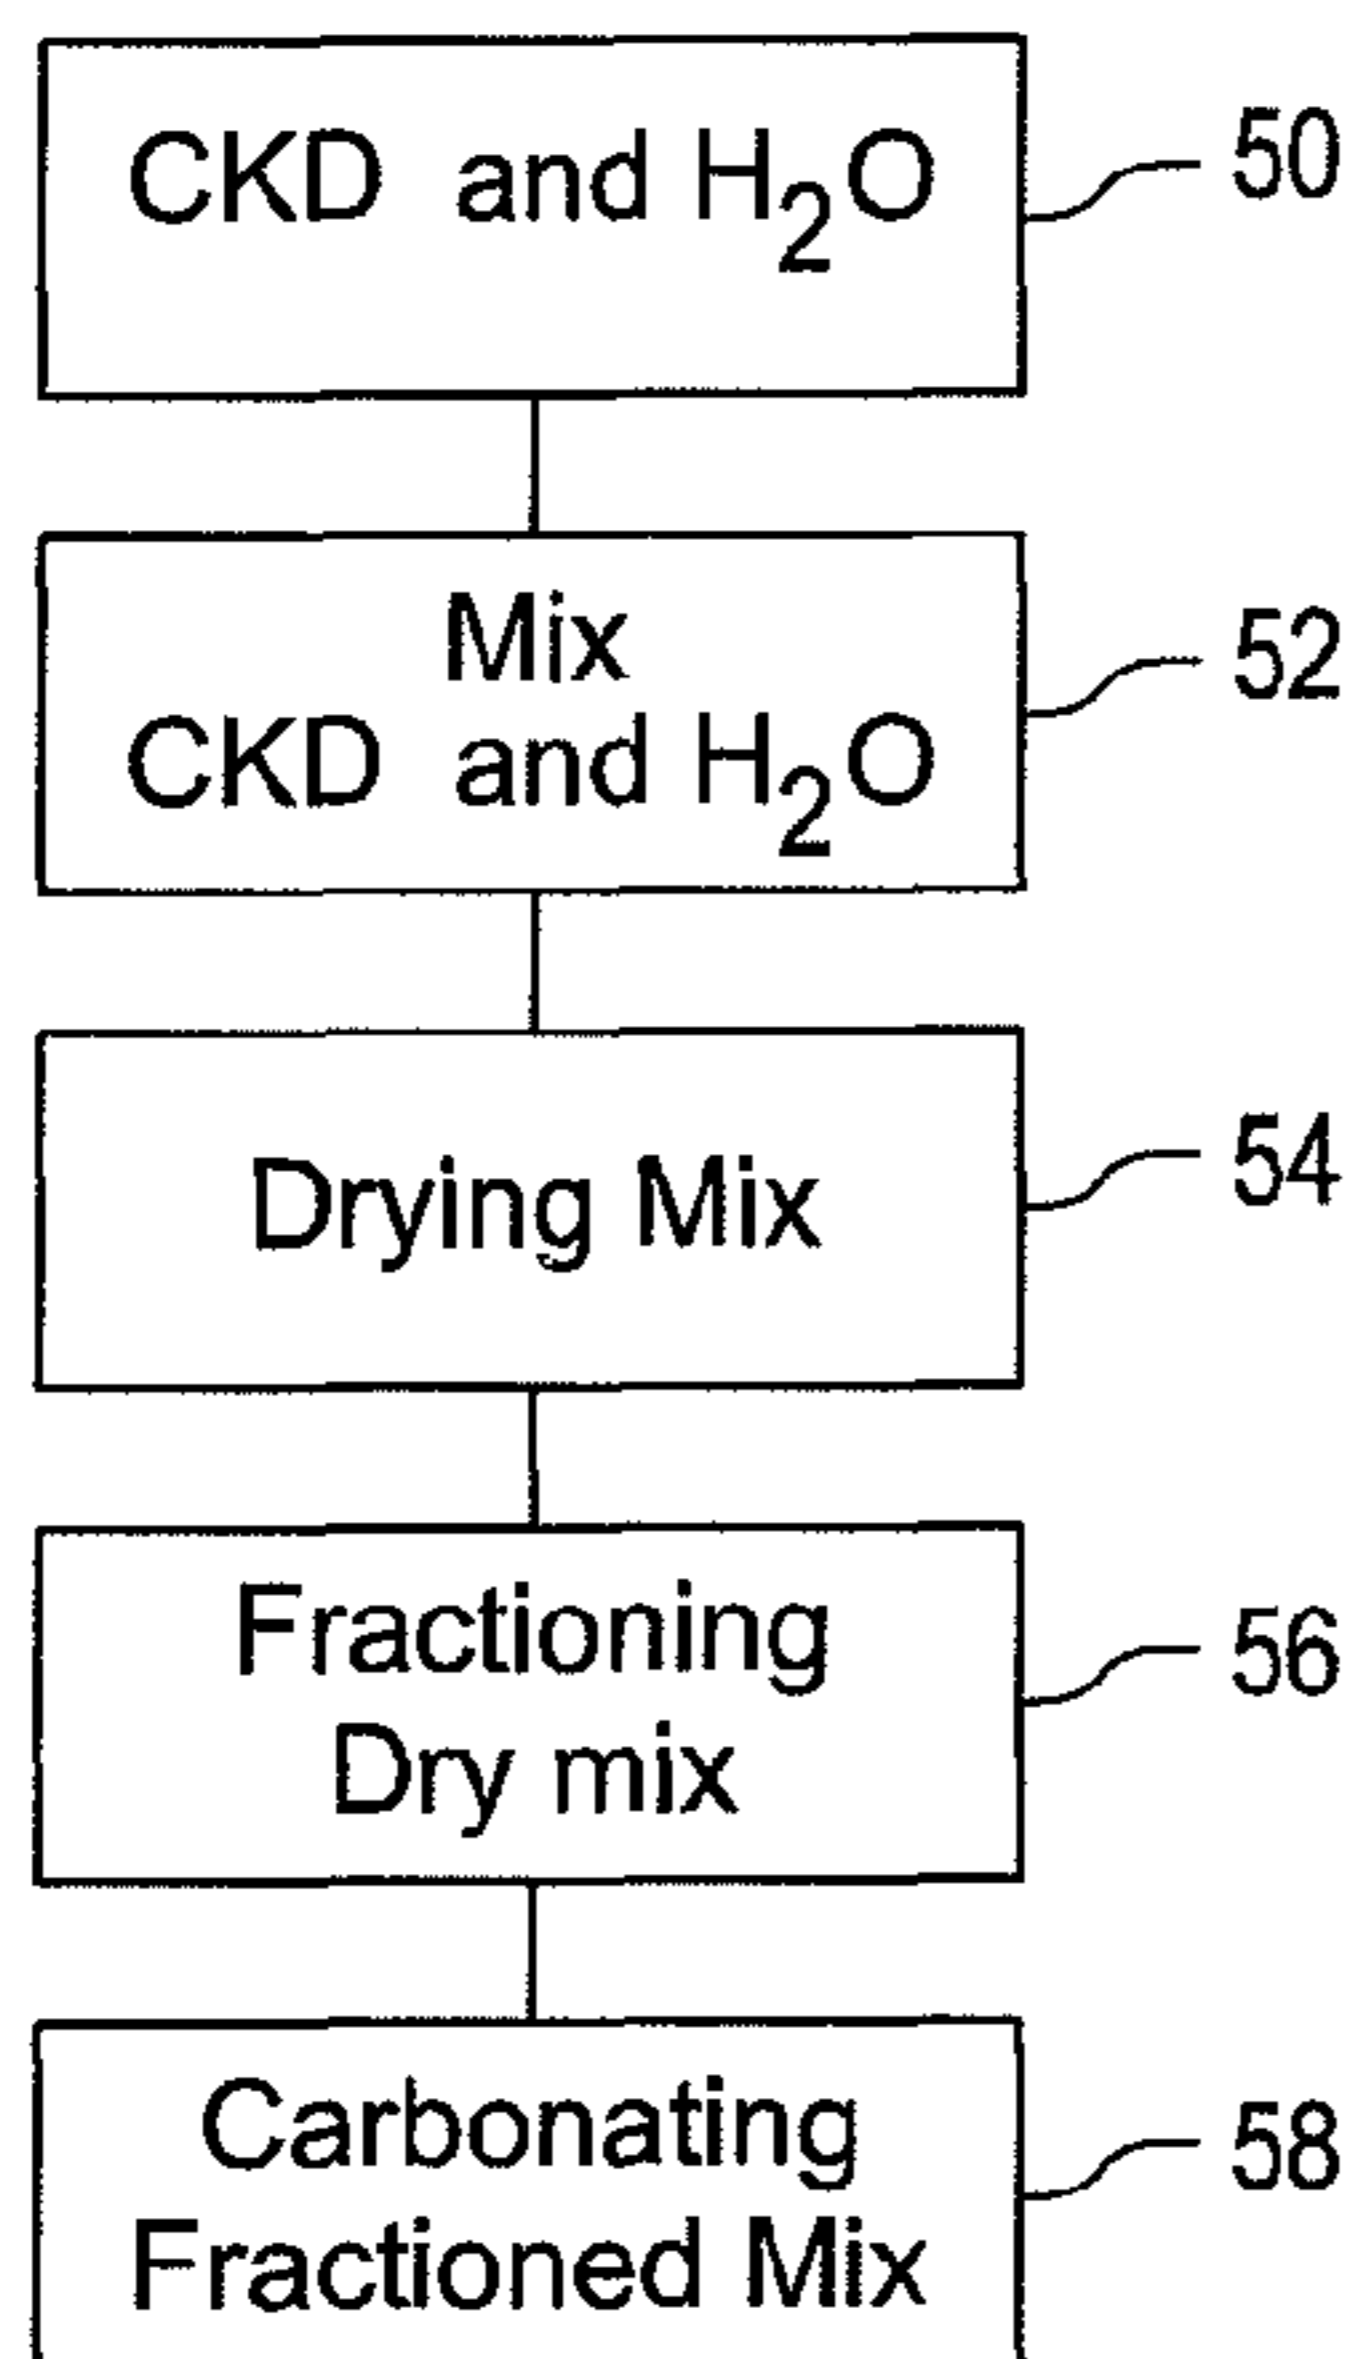 CKD and H₂O
50
Mix
CKD and H₂O
52
Drying Mix
54
Fractioning
Dry mix
56
Carbonating
Fractioned Mix
58